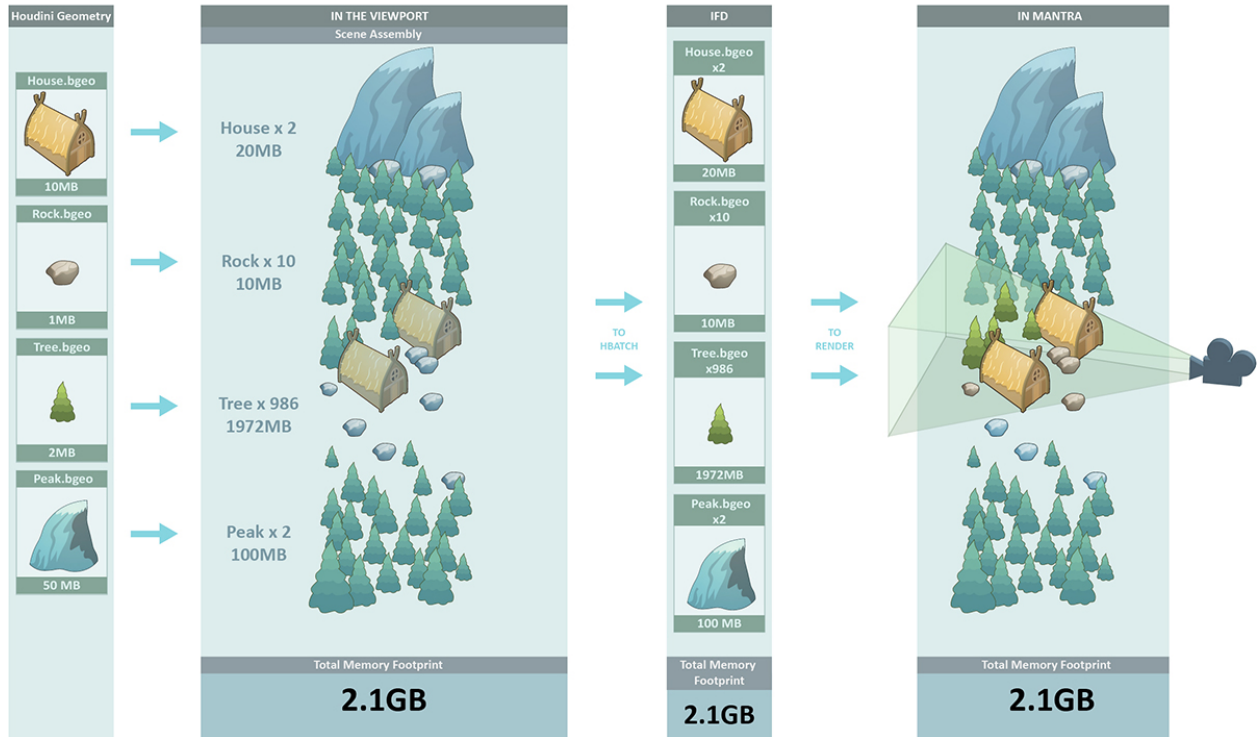 Houdini Geometry
House.bgeo
10MB
Rock.bgeo
1MB
Tree.bgeo
2MB
Peak.bgeo
50 MB
IN THE VIEWPORT
Scene Assembly
House x 2
20MB
Rock x 10
10MB
Tree x 986
1972MB
Peak x 2
100MB
Total Memory Footprint
2.1GB
TO
HBATCH
IFD
House.bgeo
x2
20MB
Rock.bgeo
x10
10MB
Tree.bgeo
x986
1972MB
Peak.bgeo
x2
100 MB
Total Memory
Footprint
2.1GB
TO
RENDER
IN MANTRA
Total Memory Footprint
2.1GB